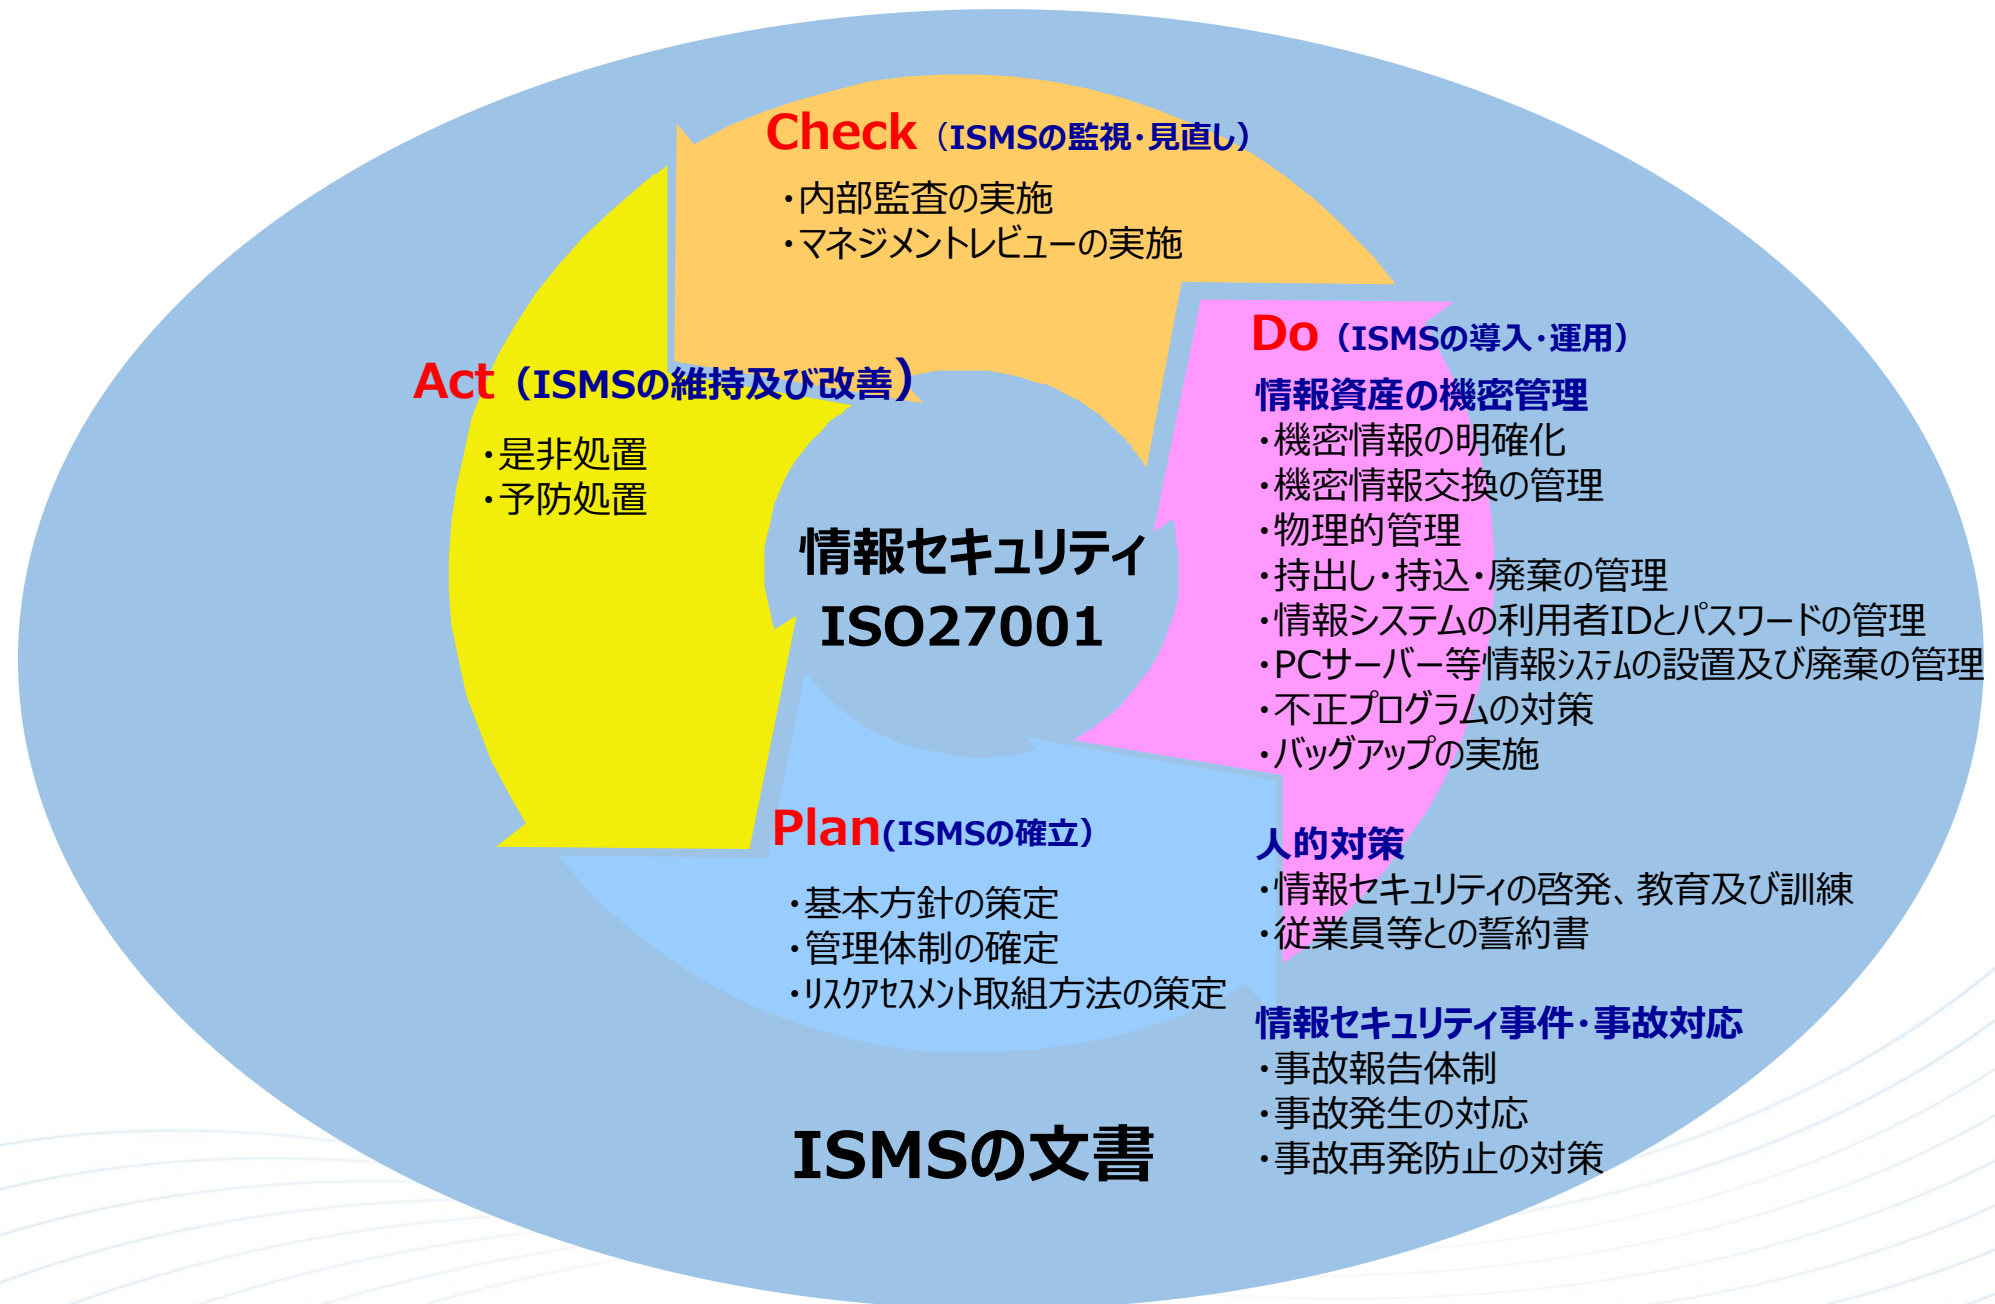 Check（ISMSの監視・見直し）
・内部監査の実施
・マネジメントレビューの実施
Do（ISMSの導入・運用）
情報資産の機密管理
・機密情報の明確化
・機密情報交換の管理
・物理的管理
・持出し・持込・廃棄の管理
・情報システムの利用者IDとパスワードの管理
・PCサーバー等情報ｼｽﾃﾑの設置及び廃棄の管理
・不正プログラムの対策
・バッグアップの実施
人的対策
・情報セキュリティの啓発、教育及び訓練
・従業員等との誓約書
情報セキュリティ事件・事故対応
・事故報告体制
・事故発生の対応
・事故再発防止の対策
Act（ISMSの維持及び改善）
・是非処置
・予防処置
情報セキュリティ
ISO27001
Plan(ISMSの確立）
・基本方針の策定
・管理体制の確定
・ﾘｽｸｱｾｽﾒﾝﾄ取組方法の策定
ISMSの文書